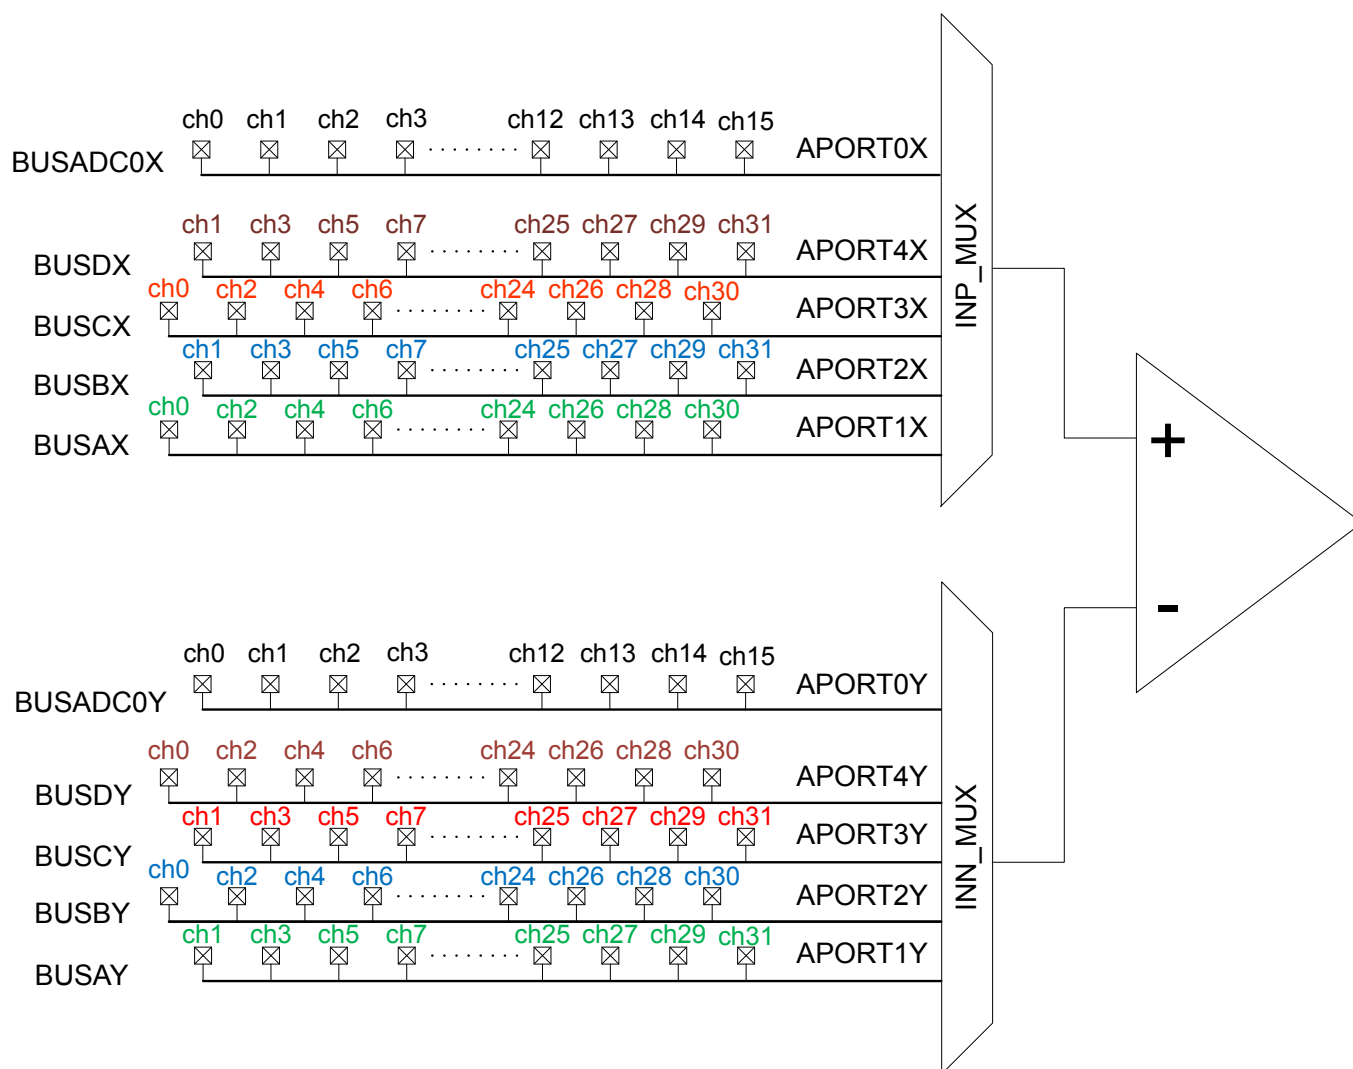 ch0 ch1 ch2 ch3 ch12 ch13 ch14 ch15
BUSADC0X APORT0X
ch1 ch3 ch5 ch7 ch25 ch27 ch29 ch31
BUSDX APORT4X
ch0 ch2 ch4 ch6 ch24 ch26 ch28 ch30
BUSCX APORT3X
ch1 ch3 ch5 ch7 ch25 ch27 ch29 ch31
BUSBX APORT2X
ch0 ch2 ch4 ch6 ch24 ch26 ch28 ch30
BUSAX APORT1X
INP_MUX
+
-
ch0 ch1 ch2 ch3 ch12 ch13 ch14 ch15
BUSADC0Y APORT0Y
ch0 ch2 ch4 ch6 ch24 ch26 ch28 ch30
BUSDY APORT4Y
ch1 ch3 ch5 ch7 ch25 ch27 ch29 ch31
BUSCY APORT3Y
ch0 ch2 ch4 ch6 ch24 ch26 ch28 ch30
BUSBY APORT2Y
ch1 ch3 ch5 ch7 ch25 ch27 ch29 ch31
BUSAY APORT1Y
INN_MUX